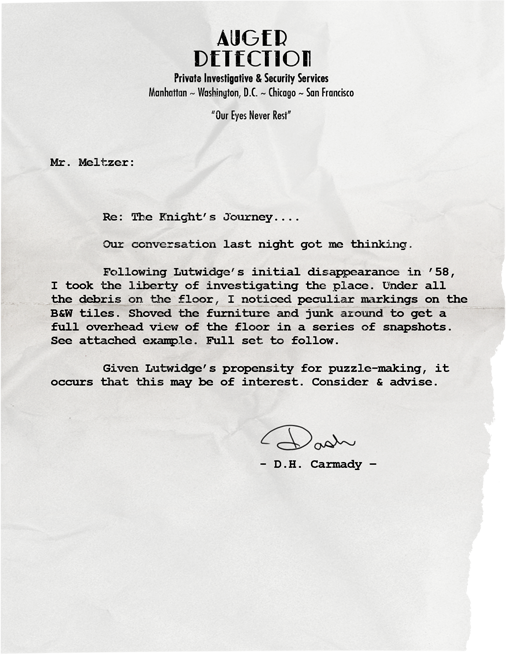 AUGER
DETECTION
Private Investigative & Security Services
Manhattan ~ Washington, D.C. ~ Chicago ~ San Francisco
"Our Eyes Never Rest"
Mr. Meltzer:
Re: The Knight's Journey....
Our conversation last night got me thinking.
Following Lutwidge's initial disappearance in '58,
I took the liberty of investigating the place. Under all
the debris on the floor, I noticed peculiar markings on the
B&W tiles. Shoved the furniture and junk around to get a
full overhead view of the floor in a series of snapshots.
See attached example. Full set to follow.
Given Lutwidge's propensity for puzzle-making, it
occurs that this may be of interest. Consider & advise.
Dash
- D.H. Carmady –